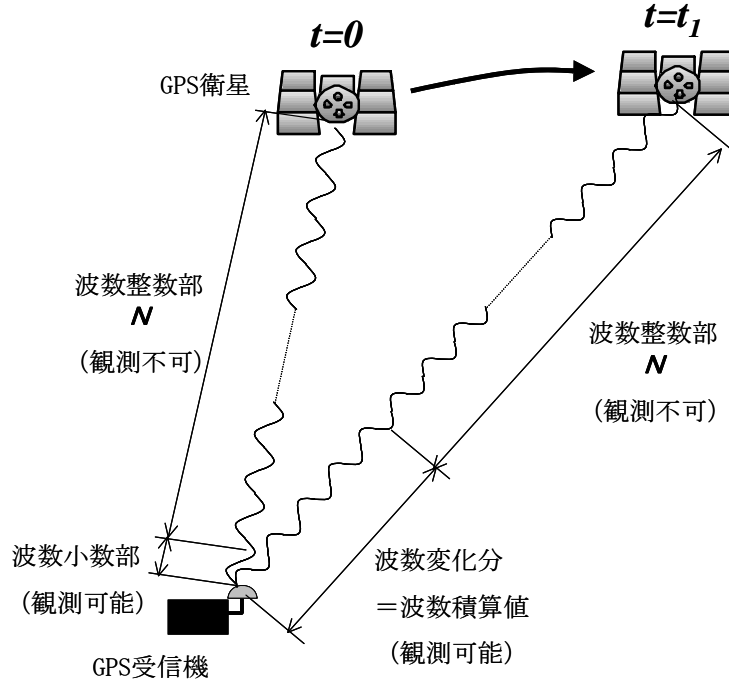 t=0
t=t1
GPS衛星
波数整数部
N
(観測不可)
波数整数部
N
(観測不可)
波数小数部
(観測可能)
波数変化分
＝波数積算値
(観測可能)
GPS受信機